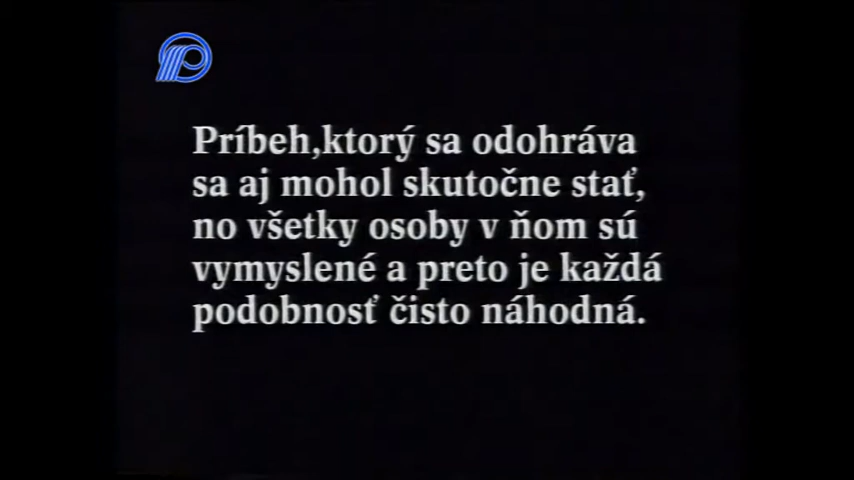 Príbeh,ktorý sa odohráva
sa aj mohol skutočne stať,
no všetky osoby v ňom sú
vymyslené a preto je každá
podobnosť čisto náhodná.